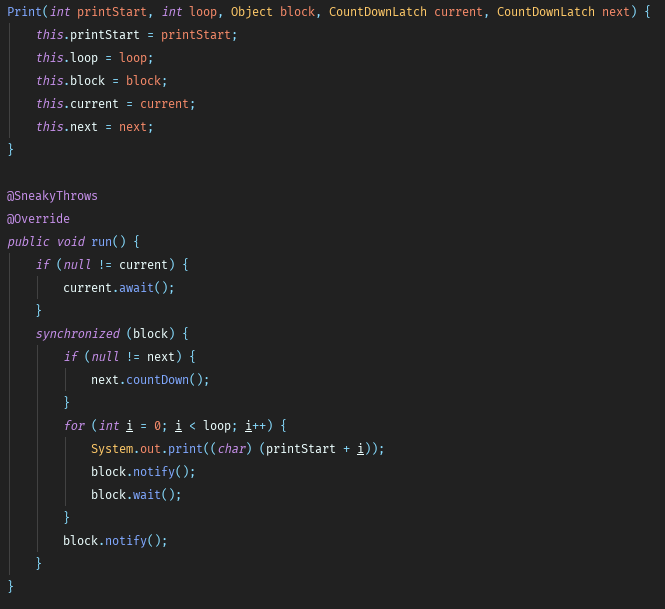 Print(int printStart, int loop, Object block, CountDownLatch current, CountDownLatch next) {
    this.printStart = printStart;
    this.loop = loop;
    this.block = block;
    this.current = current;
    this.next = next;
}

@SneakyThrows
@Override
public void run() {
    if (null != current) {
        current.await();
    }
    synchronized (block) {
        if (null != next) {
            next.countDown();
        }
        for (int i = 0; i < loop; i++) {
            System.out.print((char) (printStart + i));
            block.notify();
            block.wait();
        }
        block.notify();
    }
}